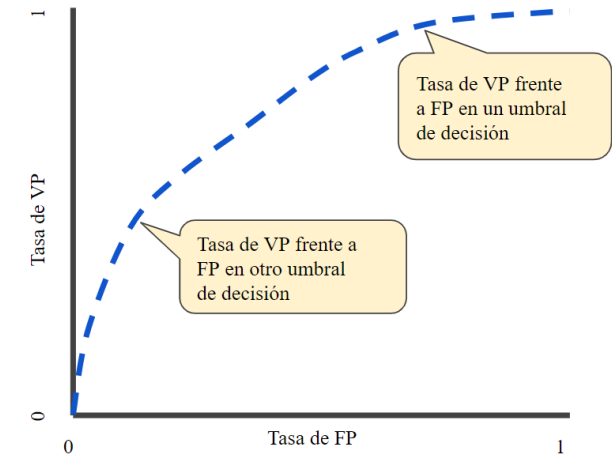 1
Tasa de VP frente
a FP en un umbral
de decisión
Tasa de VP
Tasa de VP frente a
FP en otro umbral
de decisión
0
0
Tasa de FP
1